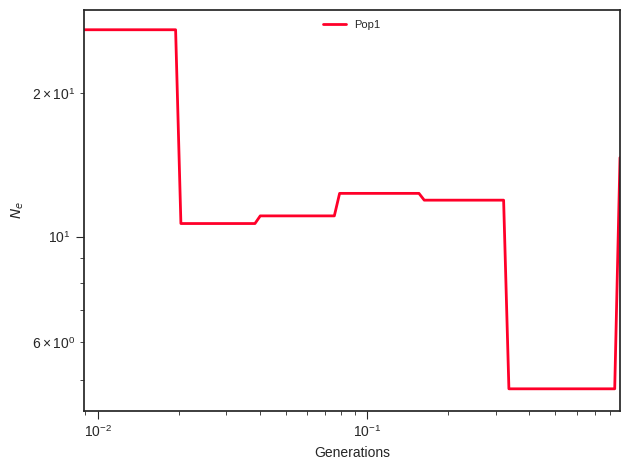 Pop1
2 × 10¹
10¹
6 × 10⁰
Nₑ
10⁻²
10⁻¹
Generations